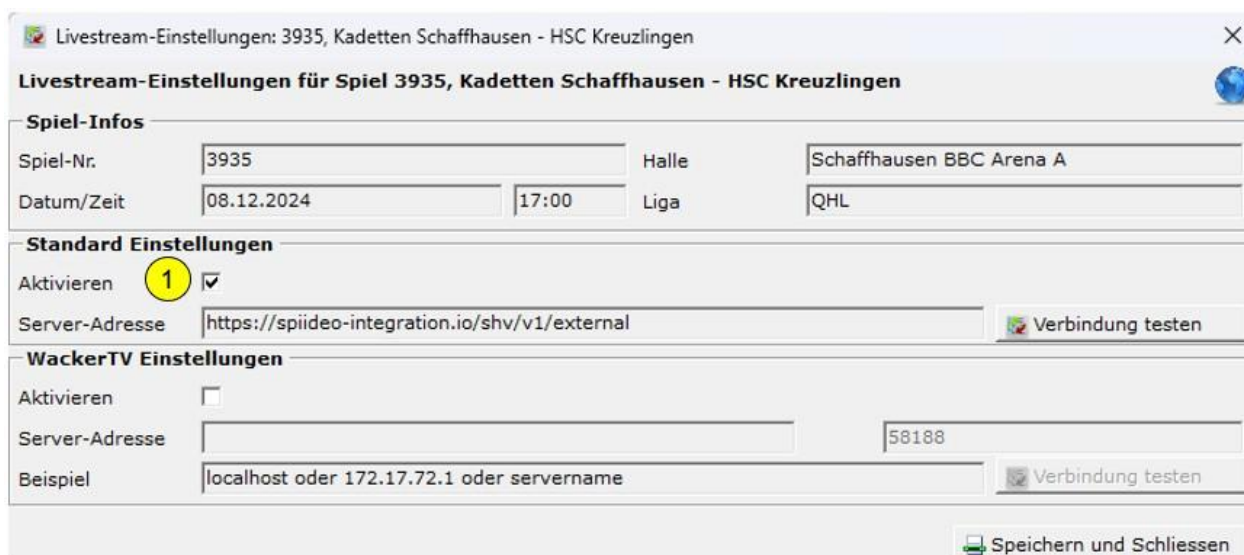 Livestream-Einstellungen: 3935, Kadetten Schaffhausen - HSC Kreuzlingen
Livestream-Einstellungen für Spiel 3935, Kadetten Schaffhausen - HSC Kreuzlingen
Spiel-Infos
Spiel-Nr. 3935 Halle Schaffhausen BBC Arena A
Datum/Zeit 08.12.2024 17:00 Liga QHL
Standard Einstellungen
Aktivieren 1
Server-Adresse https://spiideo-integration.io/shv/v1/external Verbindung testen
WackerTV Einstellungen
Aktivieren
Server-Adresse 58188
Beispiel localhost oder 172.17.72.1 oder servername Verbindung testen
Speichern und Schliessen